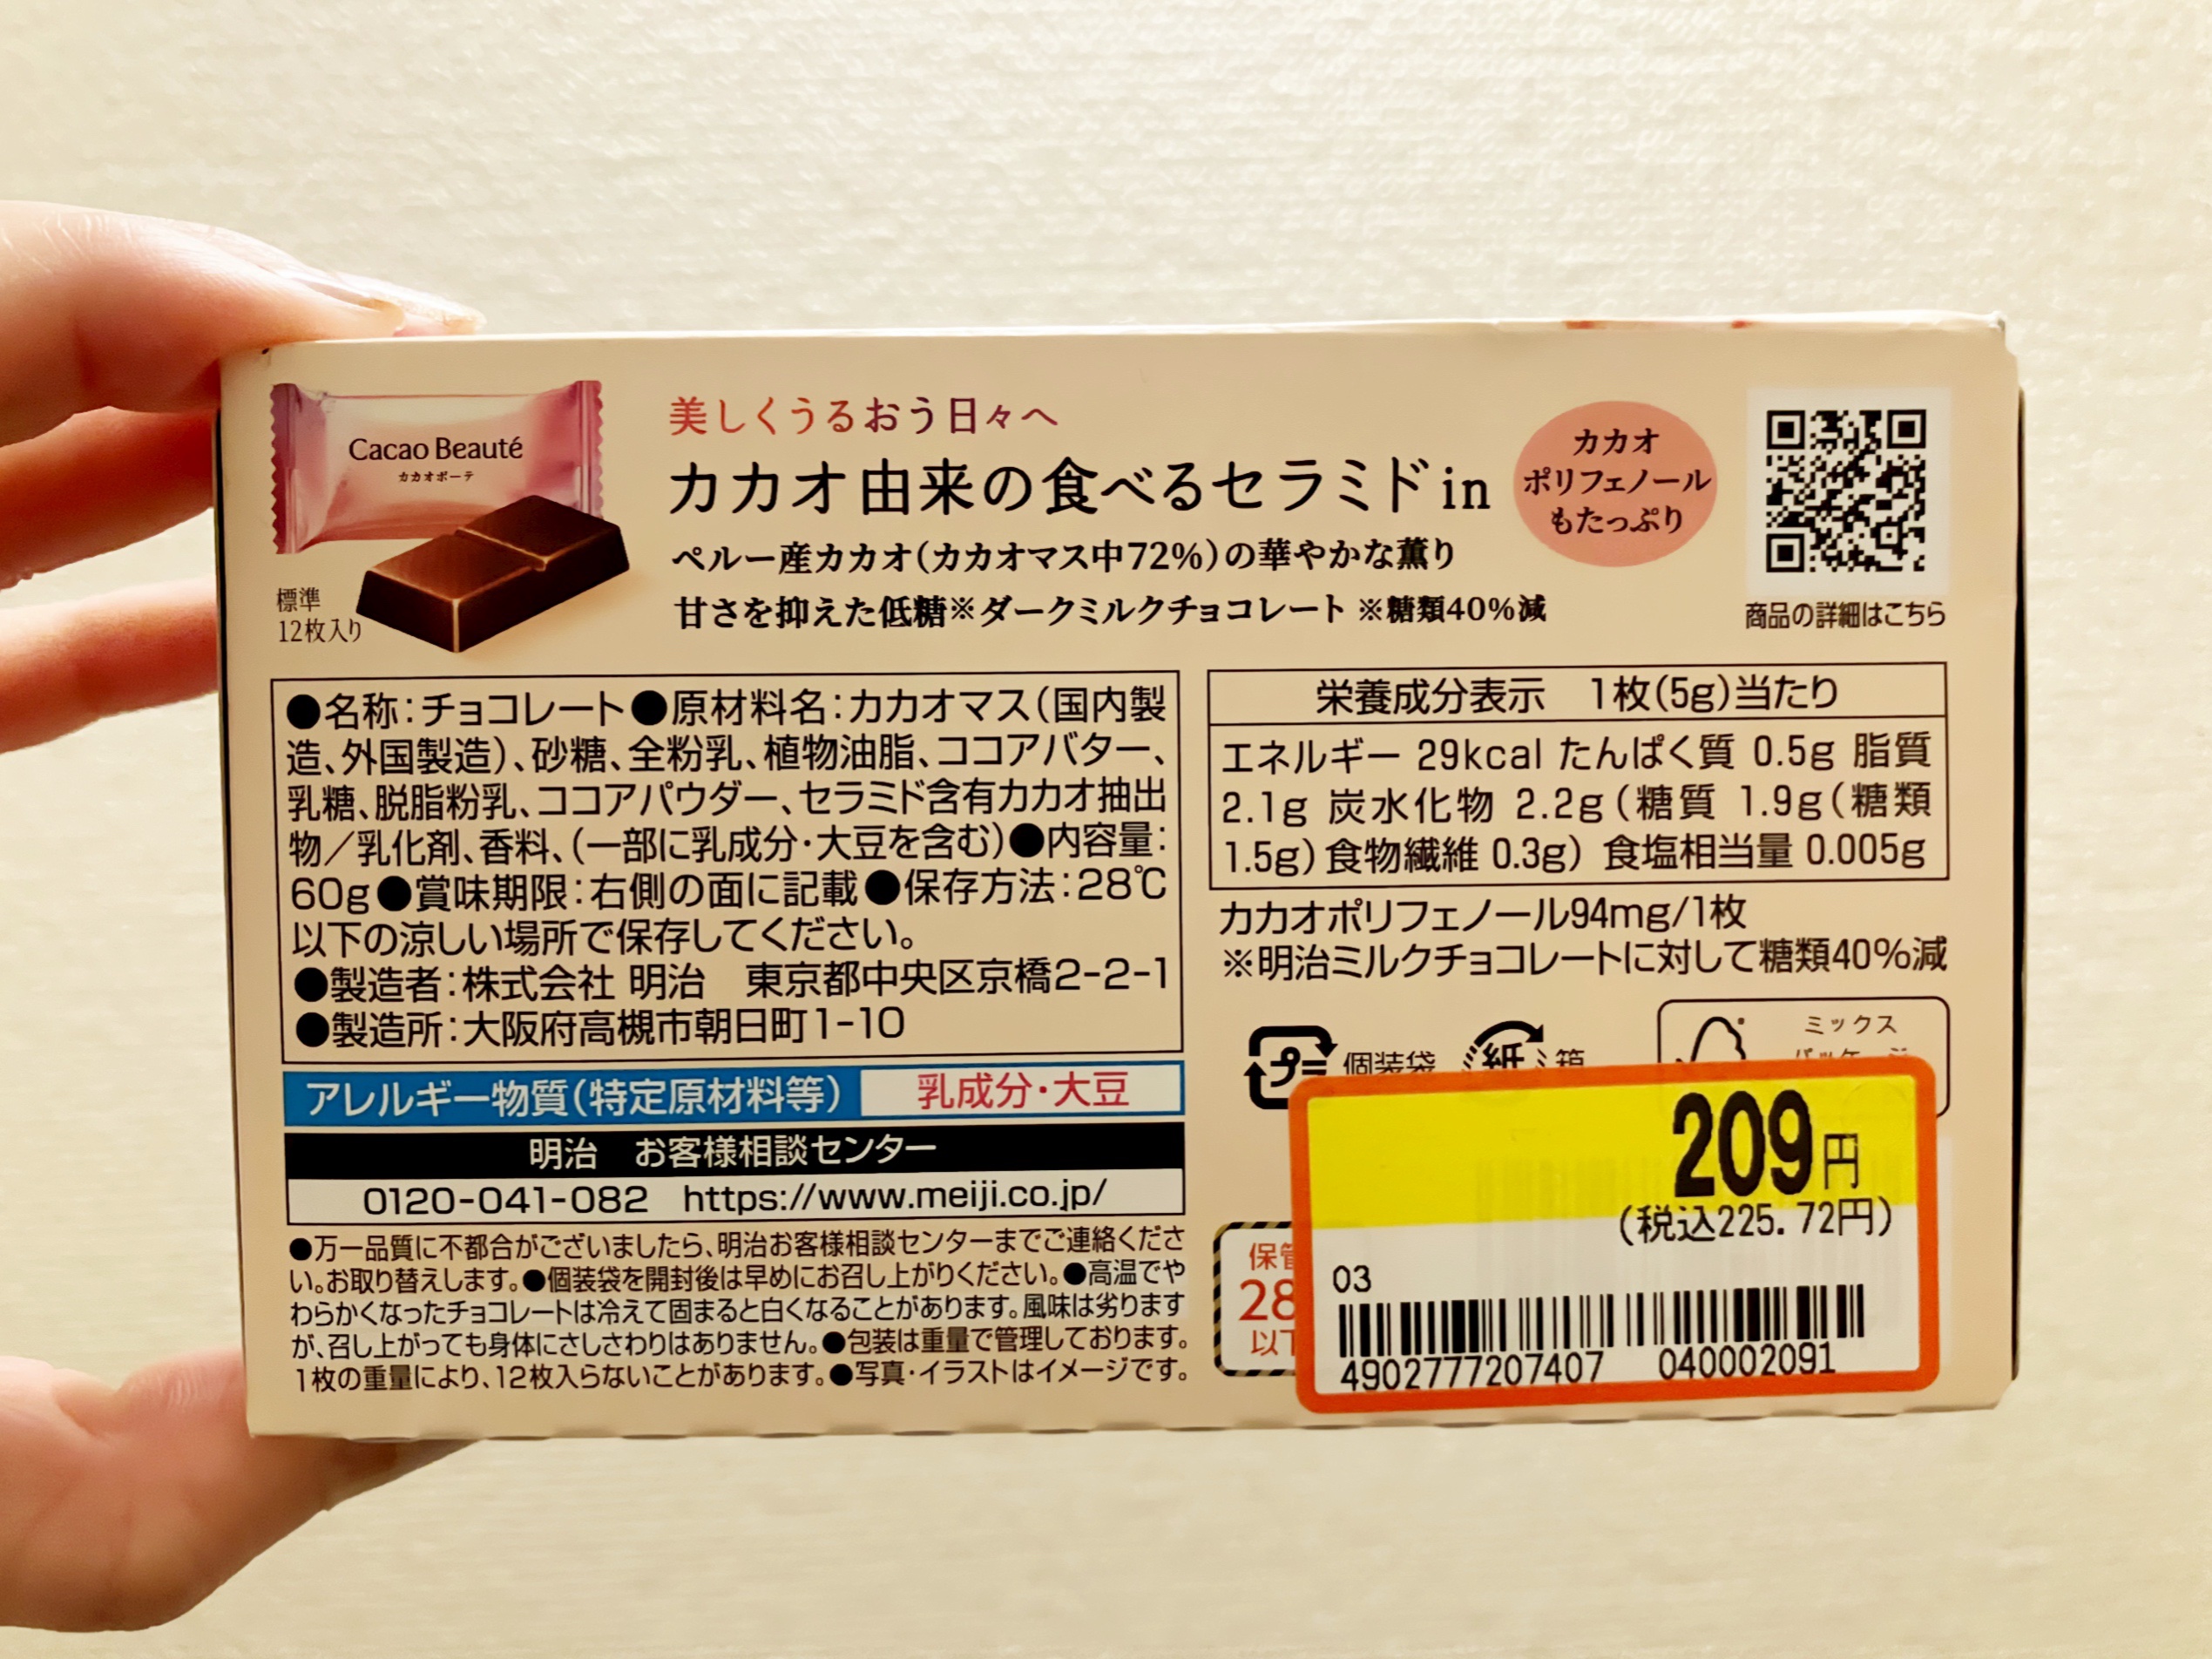 Cacao Beauté
カカオボーテ
標準
12枚入り
美しくうるおう日々へ
カカオ由来の食べるセラミドin
ペルー産カカオ(カカオマス中72%)の華やかな薫り
甘さを抑えた低糖※ダークミルクチョコレート ※糖類40%減
カカオ
ポリフェノール
もたっぷり
商品の詳細はこちら
●名称:チョコレート●原材料名:カカオマス(国内製
造、外国製造)、砂糖、全粉乳、植物油脂、ココアバター、
乳糖、脱脂粉乳、ココアパウダー、セラミド含有カカオ抽出
物/乳化剤、香料、(一部に乳成分・大豆を含む)●内容量:
60g●賞味期限:右側の面に記載●保存方法:28℃
以下の涼しい場所で保存してください。
●製造者:株式会社 明治 東京都中央区京橋2-2-1
●製造所:大阪府高槻市朝日町1-10
アレルギー物質(特定原材料等) 乳成分・大豆
明治 お客様相談センター
0120-041-082 https://www.meiji.co.jp/
●万一品質に不都合がございましたら、明治お客様相談センターまでご連絡くださ
い。お取り替えします。●個装袋を開封後は早めにお召し上がりください。●高温でや
わらかくなったチョコレートは冷えて固まると白くなることがあります。風味は劣ります
が、召し上がっても身体にさしさわりはありません。●包装は重量で管理しております。
1枚の重量により、12枚入らないことがあります。●写真・イラストはイメージです。
栄養成分表示 1枚(5g)当たり
エネルギー 29kcal たんぱく質 0.5g 脂質
2.1g 炭水化物 2.2g(糖質 1.9g(糖類
1.5g)食物繊維 0.3g) 食塩相当量 0.005g
カカオポリフェノール94mg/1枚
※明治ミルクチョコレートに対して糖類40%減
プ 個装袋 紙 箱
ミックス
保管
28
以下
209円
(税込225.72円)
03
4902777207407 040002091